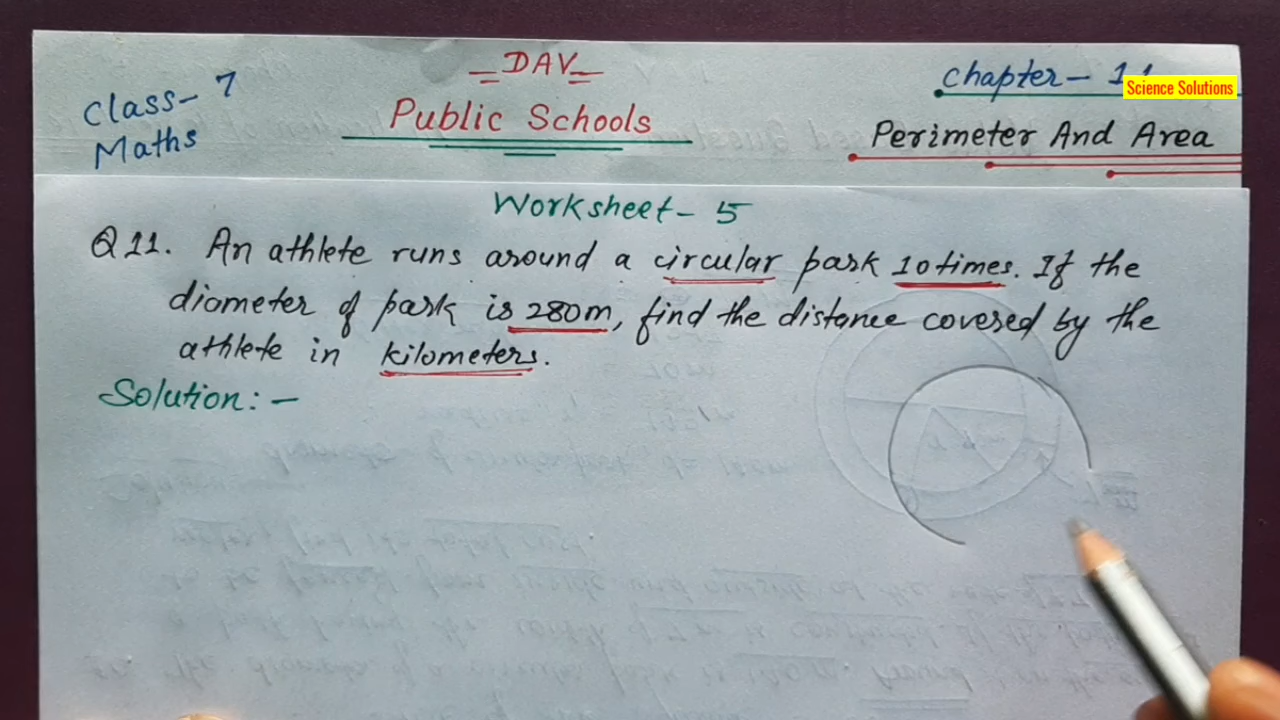 Class- 7
Maths
DAV
Public Schools
Chapter-
Science Solutions
Perimeter And Area
Worksheet- 5
Q11. An athlete runs around a circular park 10 times. If the
diameter of park is 280m, find the distance covered by the
athlete in kilometers.
Solution:-